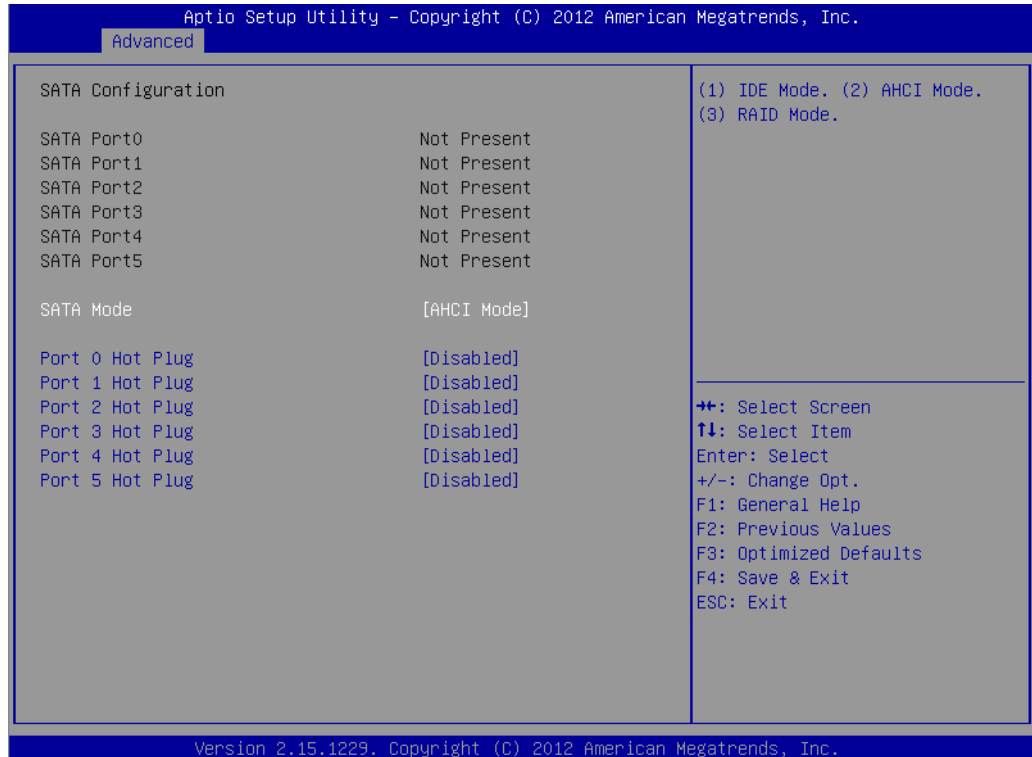 Aptio Setup Utility – Copyright (C) 2012 American Megatrends, Inc.
Advanced
SATA Configuration
SATA Port0 Not Present
SATA Port1 Not Present
SATA Port2 Not Present
SATA Port3 Not Present
SATA Port4 Not Present
SATA Port5 Not Present
SATA Mode [AHCI Mode]
Port 0 Hot Plug [Disabled]
Port 1 Hot Plug [Disabled]
Port 2 Hot Plug [Disabled]
Port 3 Hot Plug [Disabled]
Port 4 Hot Plug [Disabled]
Port 5 Hot Plug [Disabled]
(1) IDE Mode. (2) AHCI Mode.
(3) RAID Mode.
→←: Select Screen
↑↓: Select Item
Enter: Select
+/-: Change Opt.
F1: General Help
F2: Previous Values
F3: Optimized Defaults
F4: Save & Exit
ESC: Exit
Version 2.15.1229. Copyright (C) 2012 American Megatrends, Inc.